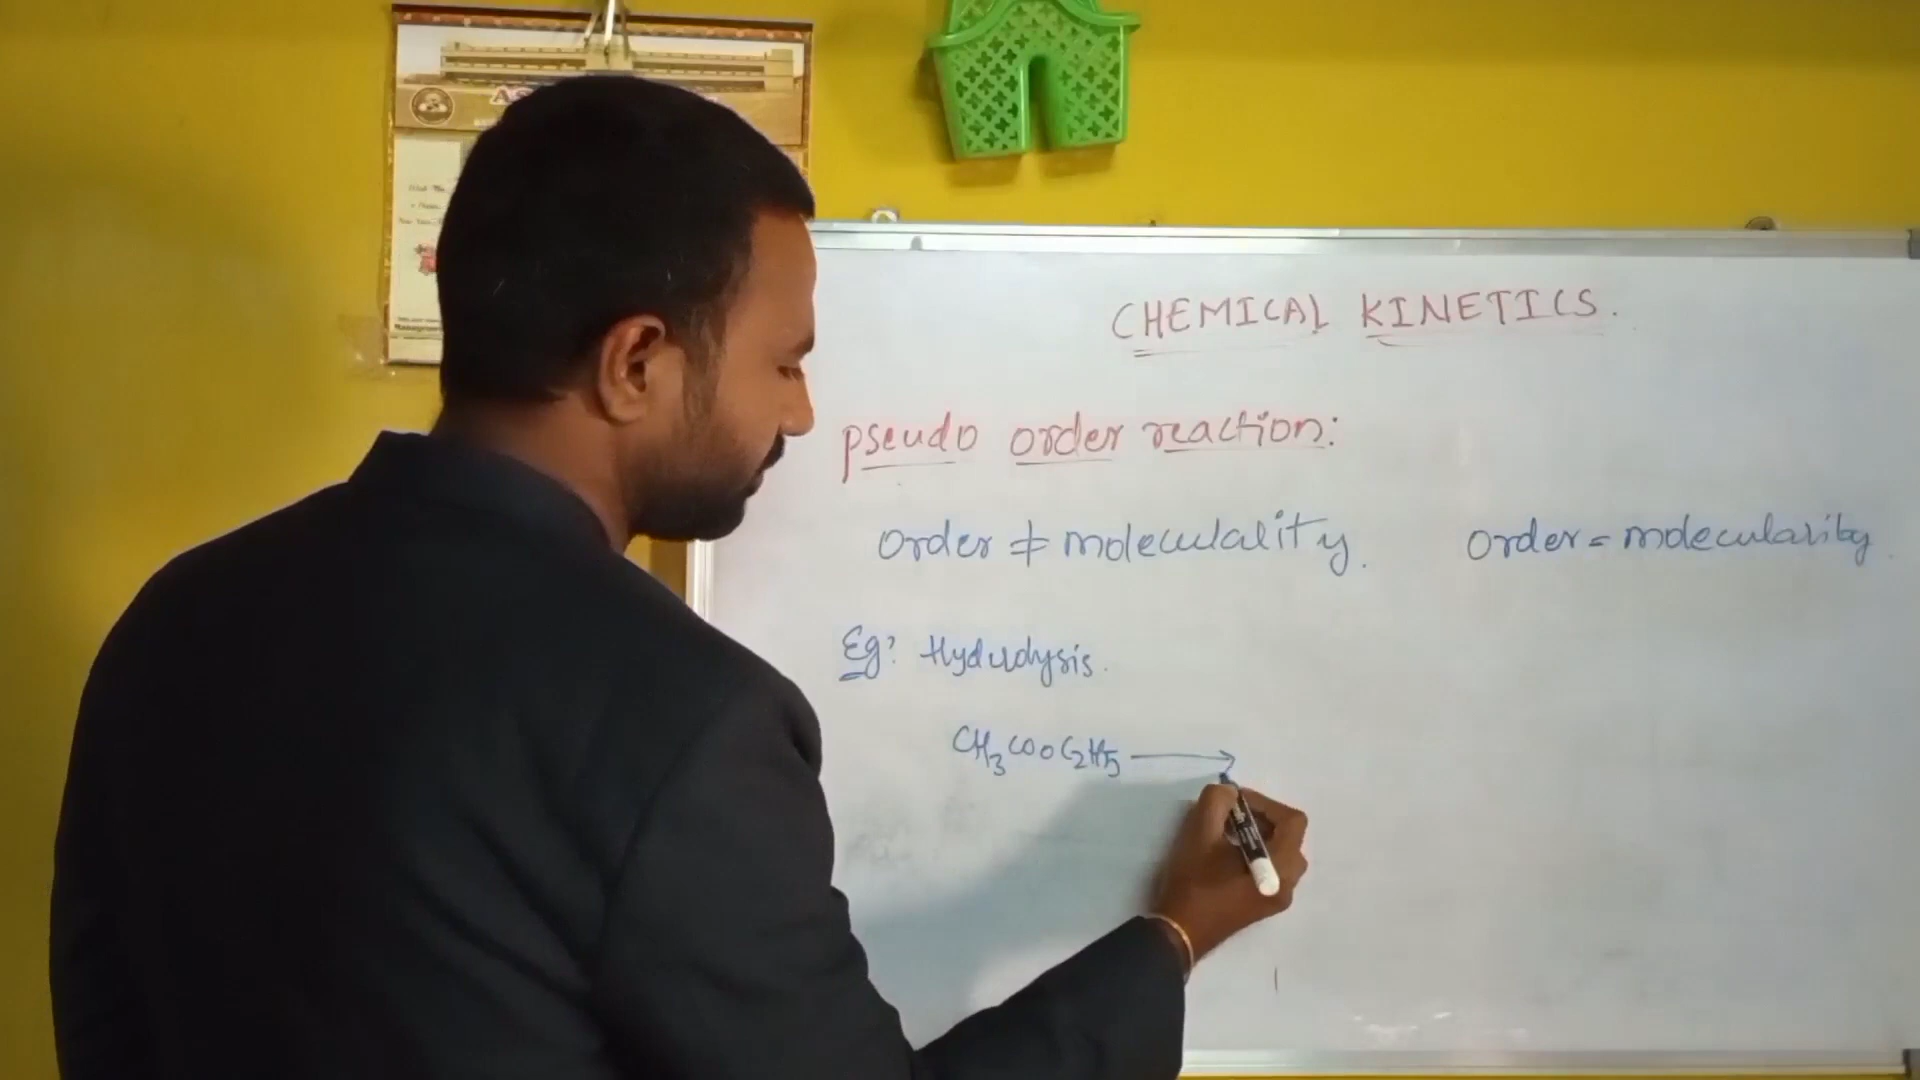 CHEMICAL KINETICS.
pseudo order reaction:
order ≠ moleculality. order = molecularity.
Eg: Hydrolysis.
CH₃COOC₂H₅ ⟶